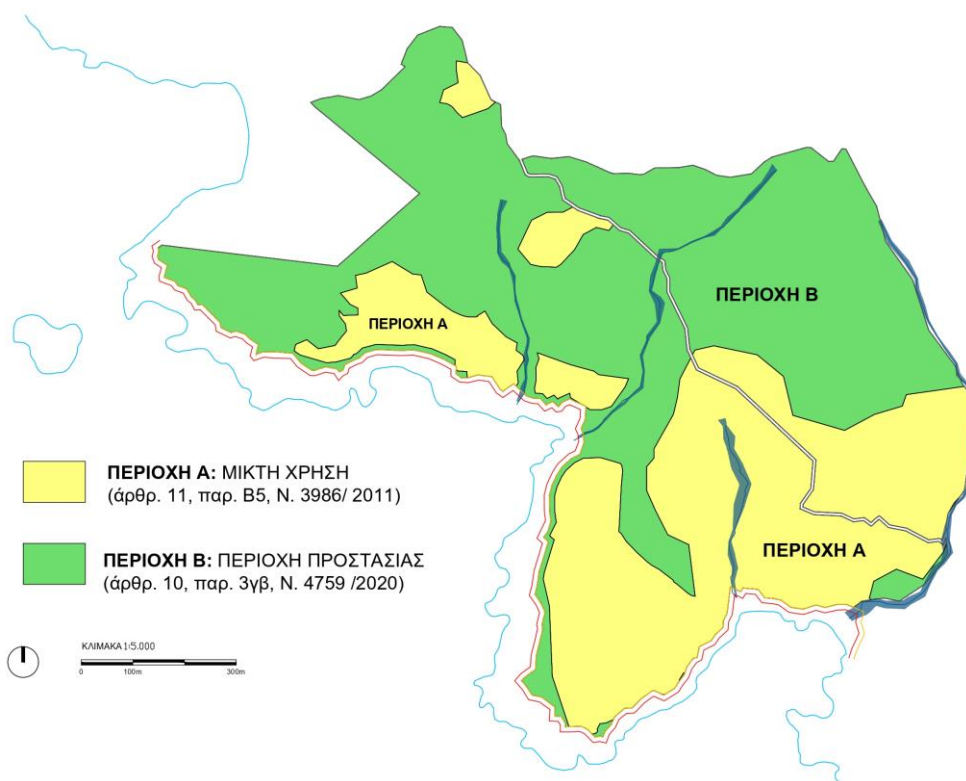 ΠΕΡΙΟΧΗ Β
ΠΕΡΙΟΧΗ Α
ΠΕΡΙΟΧΗ Α: ΜΙΚΤΗ ΧΡΗΣΗ
(άρθρ. 11, παρ. Β5, Ν. 3986/ 2011)
ΠΕΡΙΟΧΗ Α
ΠΕΡΙΟΧΗ Β: ΠΕΡΙΟΧΗ ΠΡΟΣΤΑΣΙΑΣ
(άρθρ. 10, παρ. 3γβ, Ν. 4759 /2020)
ΚΛΙΜΑΚΑ 1:5.000
0 100m 300m